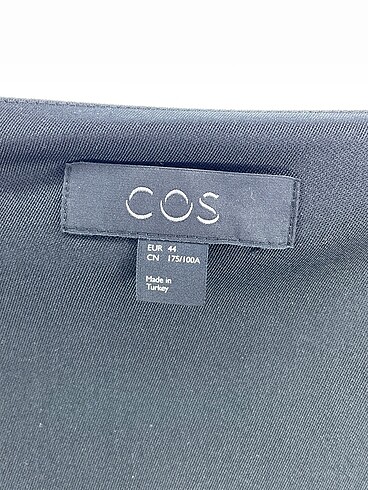 COS
EUR 44
CN 175/100A
Made in
Turkey